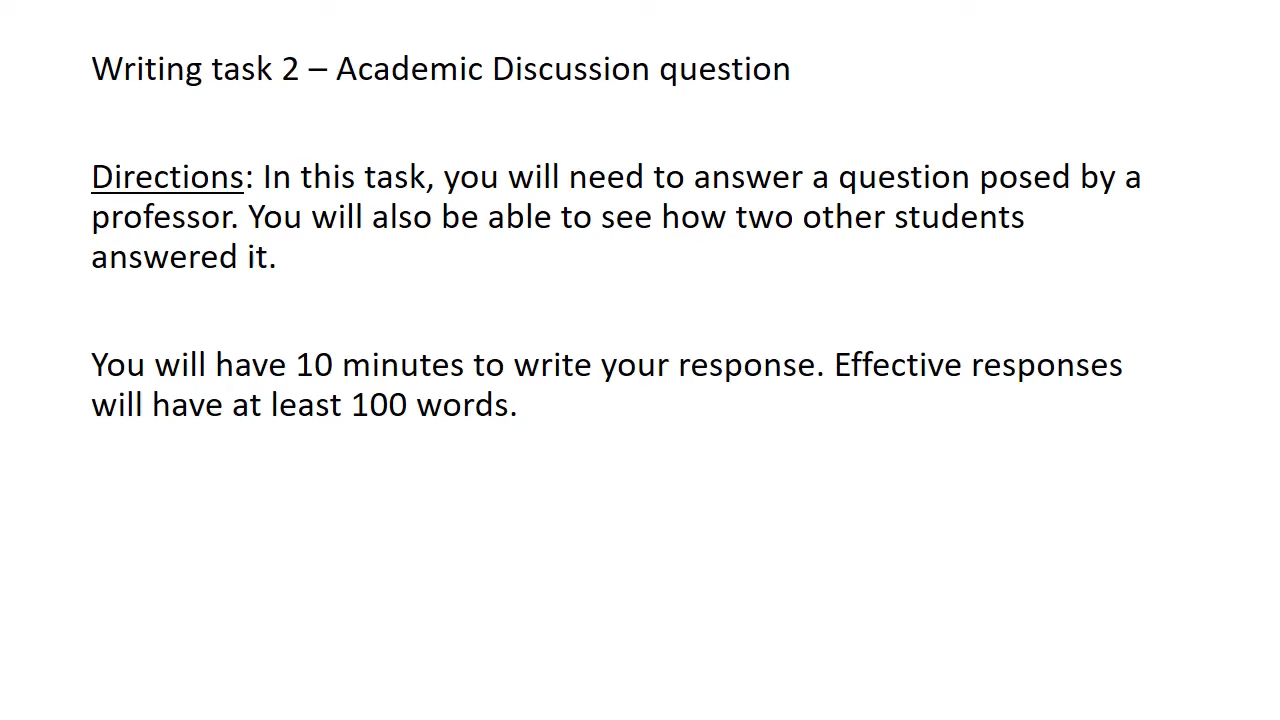 Writing task 2 – Academic Discussion question
Directions: In this task, you will need to answer a question posed by a
professor. You will also be able to see how two other students
answered it.
You will have 10 minutes to write your response. Effective responses
will have at least 100 words.